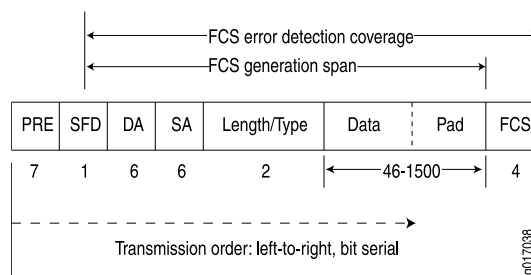 FCS error detection coverage
FCS generation span
PRE SFD DA SA Length/Type Data Pad FCS
7 1 6 6 2 46-1500 4
Transmission order: left-to-right, bit serial
g017038